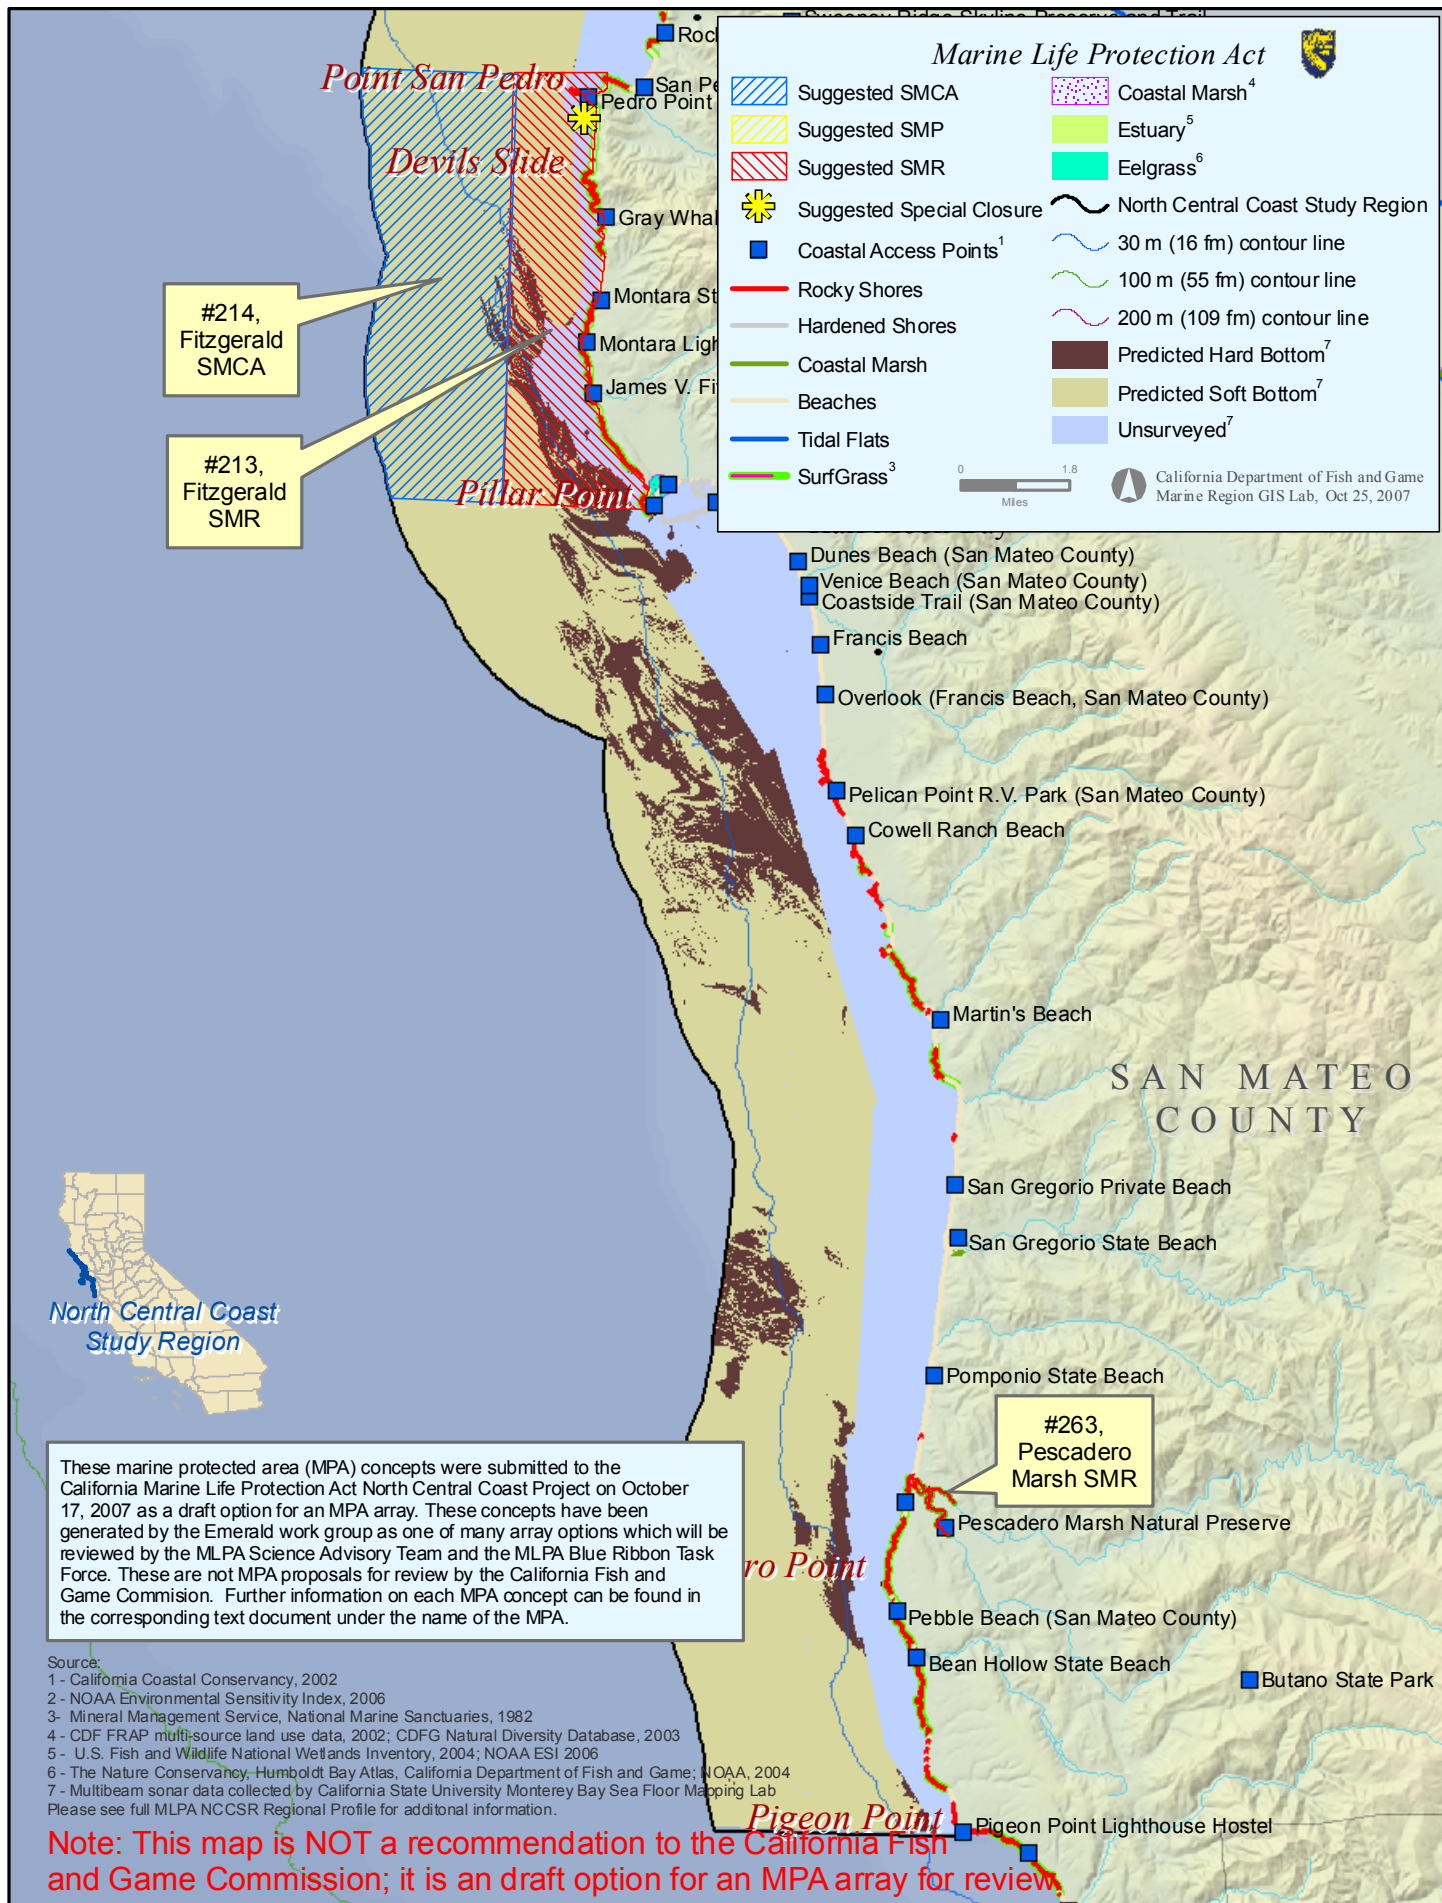 Sweeney Ridge Skyline Preserve and Trail
Point San Pedro
Pedro Point
Devils Slide
Gray Whal
Montara St
Montara Ligh
James V. Fi
Pillar Point
#214,
Fitzgerald
SMCA
#213,
Fitzgerald
SMR
Marine Life Protection Act
Suggested SMCA
Suggested SMP
Suggested SMR
Suggested Special Closure
Coastal Access Points1
Rocky Shores
Hardened Shores
Coastal Marsh
Beaches
Tidal Flats
SurfGrass3
Coastal Marsh4
Estuary5
Eelgrass6
North Central Coast Study Region
30 m (16 fm) contour line
100 m (55 fm) contour line
200 m (109 fm) contour line
Predicted Hard Bottom7
Predicted Soft Bottom7
Unsurveyed7
0 1.8
Miles
California Department of Fish and Game
Marine Region GIS Lab, Oct 25, 2007
Dunes Beach (San Mateo County)
Venice Beach (San Mateo County)
Coastside Trail (San Mateo County)
Francis Beach
Overlook (Francis Beach, San Mateo County)
Pelican Point R.V. Park (San Mateo County)
Cowell Ranch Beach
Martin's Beach
SAN MATEO
COUNTY
San Gregorio Private Beach
San Gregorio State Beach
Pomponio State Beach
#263,
Pescadero
Marsh SMR
Pescadero Marsh Natural Preserve
ro Point
Pebble Beach (San Mateo County)
Bean Hollow State Beach
Butano State Park
Pigeon Point
Pigeon Point Lighthouse Hostel
North Central Coast
Study Region
These marine protected area (MPA) concepts were submitted to the
California Marine Life Protection Act North Central Coast Project on October
17, 2007 as a draft option for an MPA array. These concepts have been
generated by the Emerald work group as one of many array options which will be
reviewed by the MLPA Science Advisory Team and the MLPA Blue Ribbon Task
Force. These are not MPA proposals for review by the California Fish and
Game Commision. Further information on each MPA concept can be found in
the corresponding text document under the name of the MPA.
Source:
1 - California Coastal Conservancy, 2002
2 - NOAA Environmental Sensitivity Index, 2006
3- Mineral Management Service, National Marine Sanctuaries, 1982
4 - CDF FRAP multi-source land use data, 2002; CDFG Natural Diversity Database, 2003
5 - U.S. Fish and Wildlife National Wetlands Inventory, 2004; NOAA ESI 2006
6 - The Nature Conservancy, Humboldt Bay Atlas, California Department of Fish and Game; NOAA, 2004
7 - Multibeam sonar data collected by California State University Monterey Bay Sea Floor Mapping Lab
Please see full MLPA NCCSR Regional Profile for additonal information.
Note: This map is NOT a recommendation to the California Fish
and Game Commission; it is an draft option for an MPA array for review